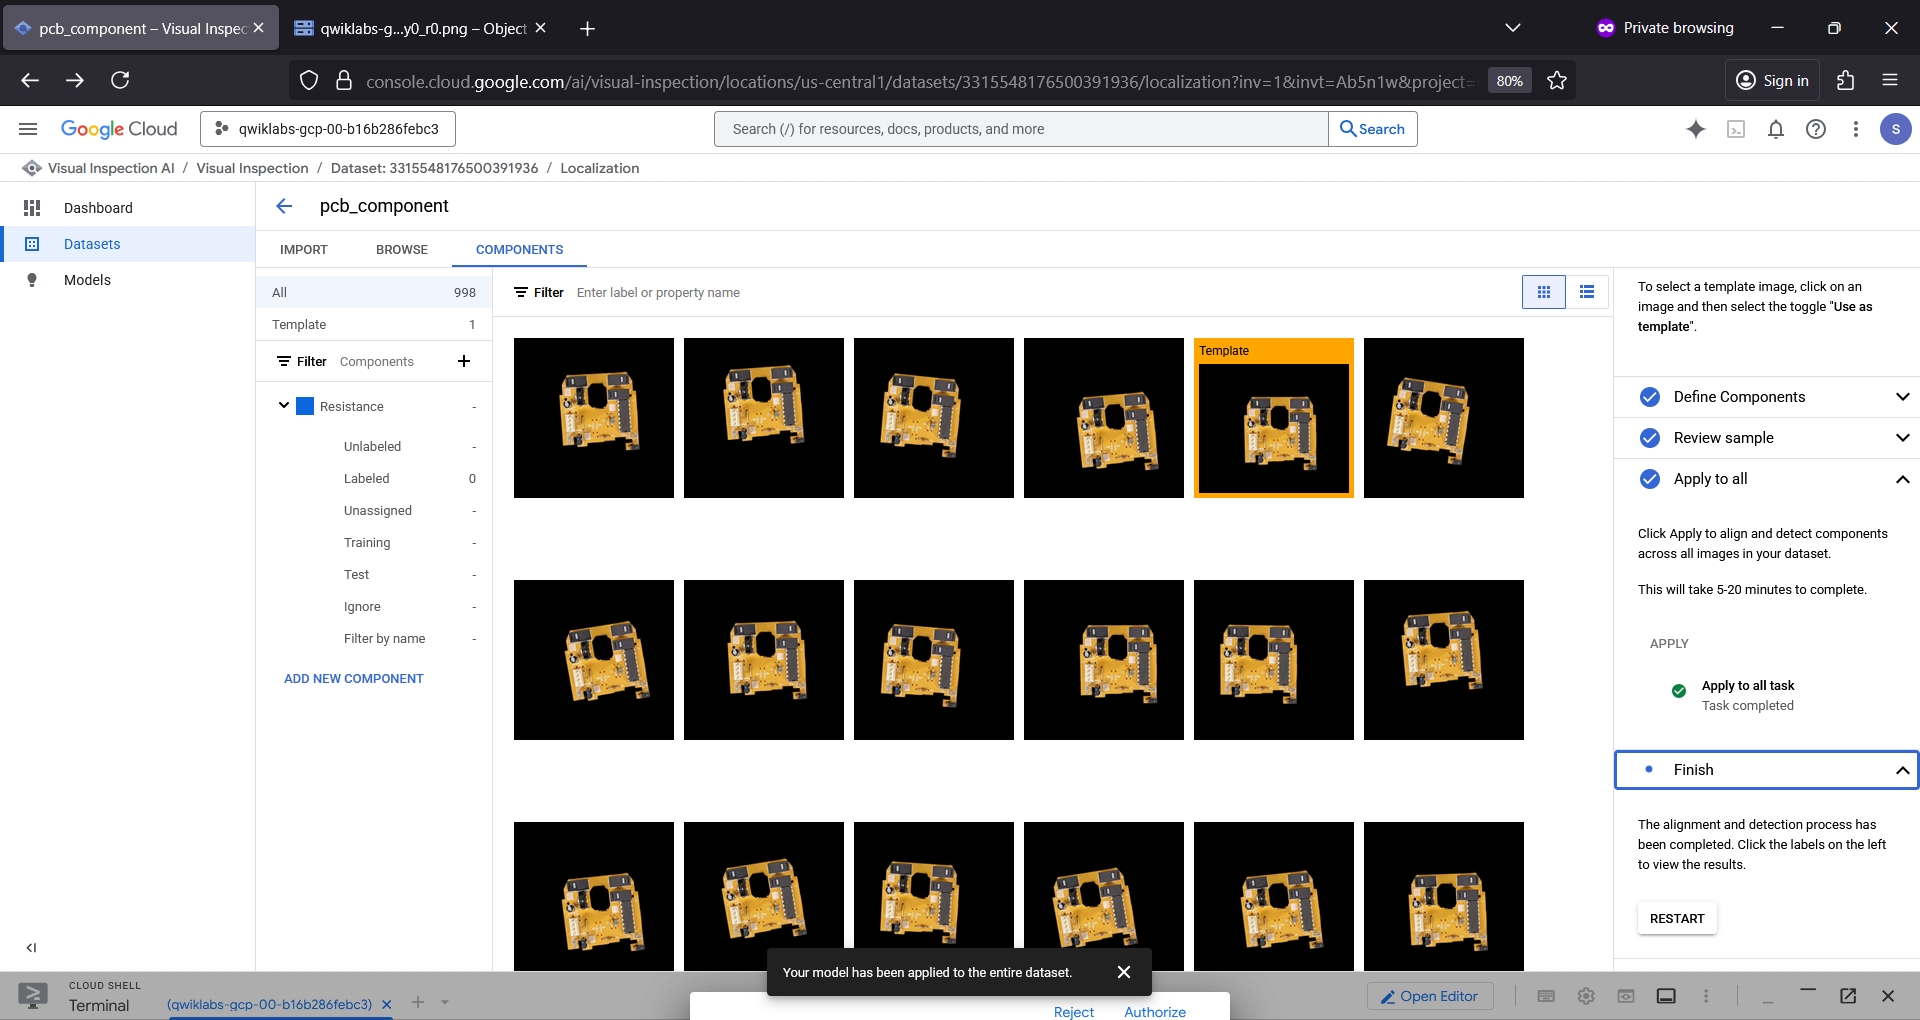 pcb_component – Visual Inspec
qwiklabs-g...y0_r0.png – Object
Private browsing
console.cloud.google.com/ai/visual-inspection/locations/us-central1/datasets/3315548176500391936/localization?inv=1&invt=Ab5n1w&project=
80%
Sign in
Google Cloud
qwiklabs-gcp-00-b16b286febc3
Search (/) for resources, docs, products, and more
Search
S
Visual Inspection AI / Visual Inspection / Dataset: 3315548176500391936 / Localization
Dashboard
Datasets
Models
pcb_component
IMPORT
BROWSE
COMPONENTS
All 998
Template 1
Filter Components
Resistance -
Unlabeled -
Labeled 0
Unassigned -
Training -
Test -
Ignore -
Filter by name -
ADD NEW COMPONENT
Filter Enter label or property name
Template
To select a template image, click on an
image and then select the toggle "Use as
template".
Define Components
Review sample
Apply to all
Click Apply to align and detect components
across all images in your dataset.
This will take 5-20 minutes to complete.
APPLY
Apply to all task
Task completed
Finish
The alignment and detection process has
been completed. Click the labels on the left
to view the results.
RESTART
Your model has been applied to the entire dataset.
CLOUD SHELL
Terminal
(qwiklabs-gcp-00-b16b286febc3)
Open Editor
Reject
Authorize